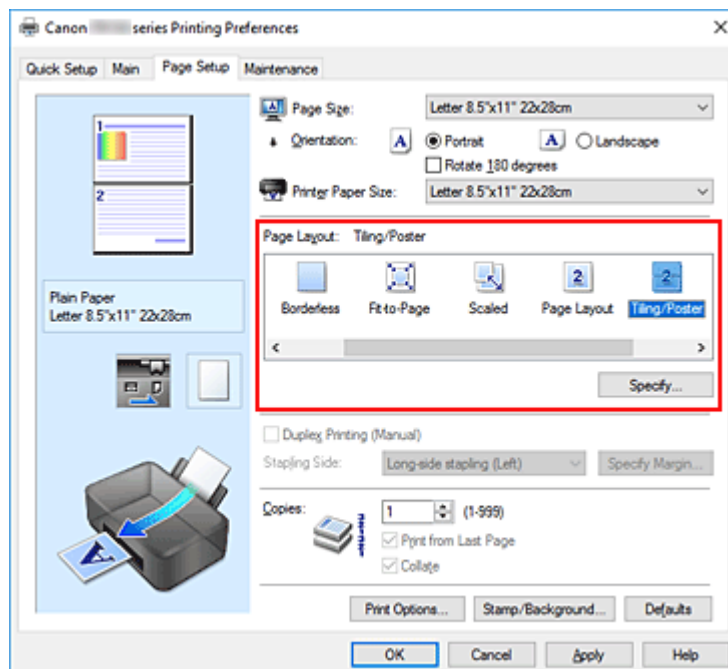 Canon series Printing Preferences
Quick Setup Main Page Setup Maintenance
1
2
Plain Paper
Letter 8.5"x11" 22x28cm
Page Size: Letter 8.5"x11" 22x28cm
Orientation: A Portrait A Landscape
Rotate 180 degrees
Printer Paper Size: Letter 8.5"x11" 22x28cm
Page Layout: Tiling/Poster
Borderless Fit-to-Page Scaled Page Layout Tiling/Poster
Specify...
Duplex Printing (Manual)
Stapling Side: Long-side stapling (Left) Specify Margin...
Copies: 1 (1-999)
Print from Last Page
Collate
Print Options... Stamp/Background... Defaults
OK Cancel Apply Help